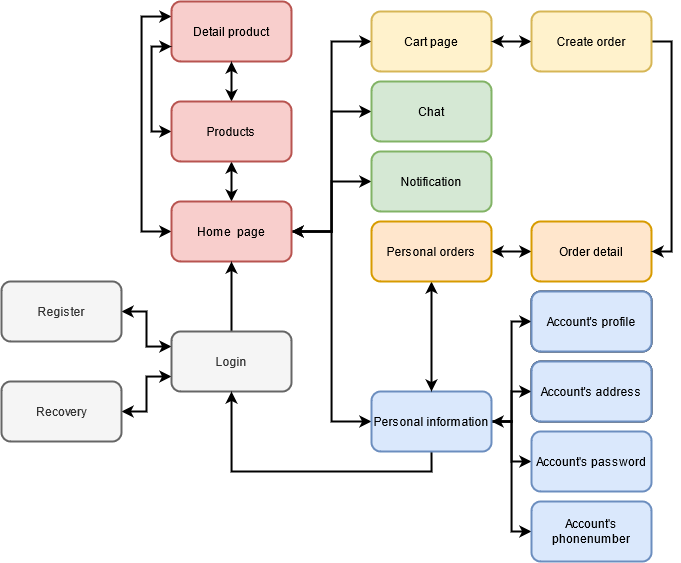 Detail product
Cart page
Create order
Products
Chat
Notification
Home page
Personal orders
Order detail
Register
Account's profile
Login
Account's address
Recovery
Personal information
Account's password
Account's
phonenumber